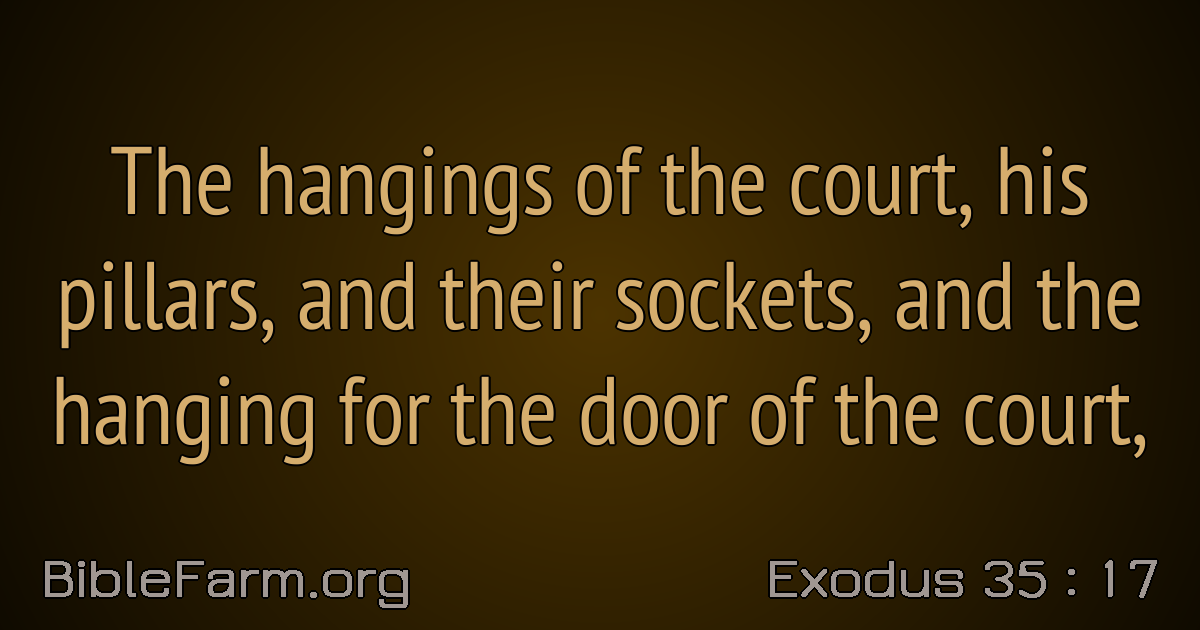 The hangings of the court, his
pillars, and their sockets, and the
hanging for the door of the court,
BibleFarm.org
Exodus 35 : 17